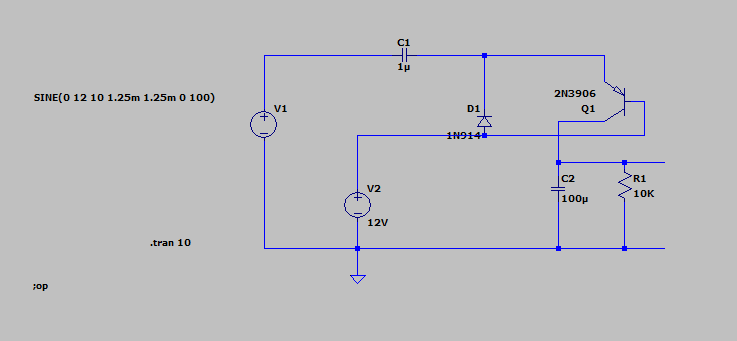 C1
1µ
SINE(0 12 10 1.25m 1.25m 0 100)
V1
D1
1N914
2N3906
Q1
V2
12V
C2
100µ
R1
10K
.tran 10
;op